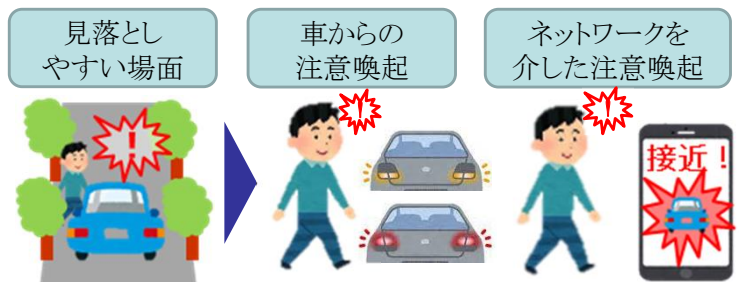 見落とし
やすい場面
車からの
注意喚起
ネットワークを
介した注意喚起
!
!
!
接近!